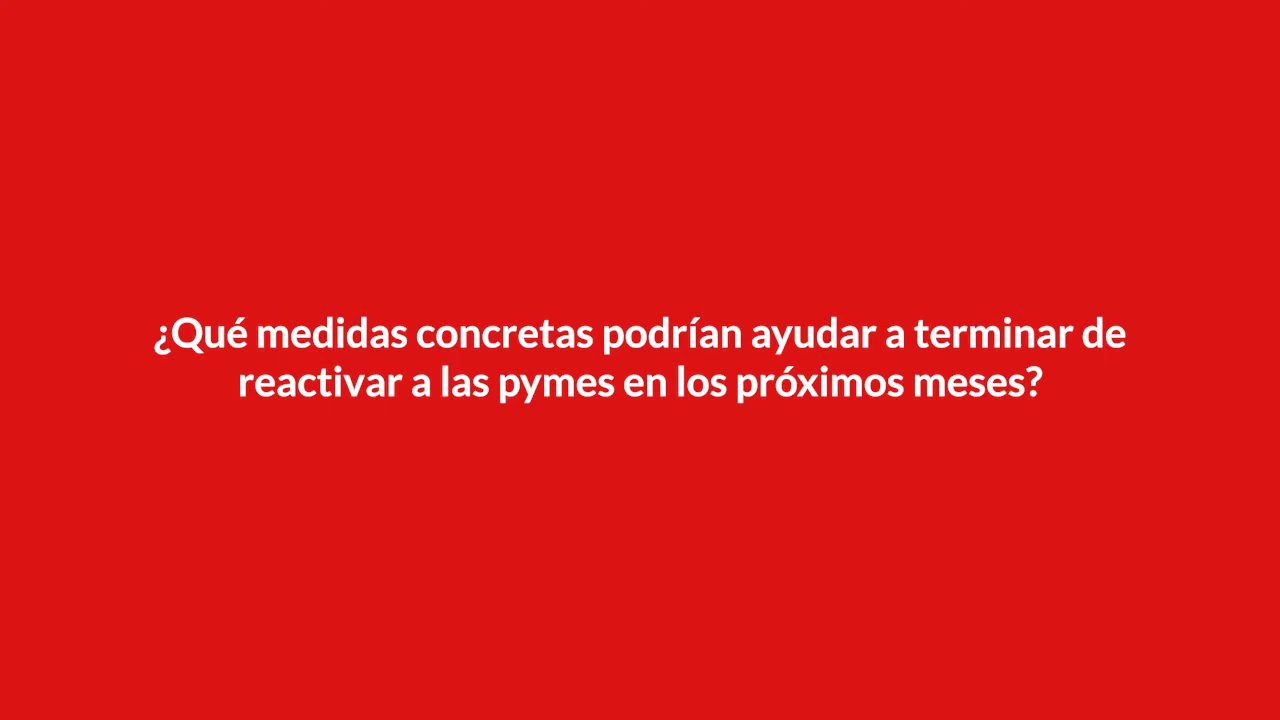 ¿Qué medidas concretas podrían ayudar a terminar de
reactivar a las pymes en los próximos meses?